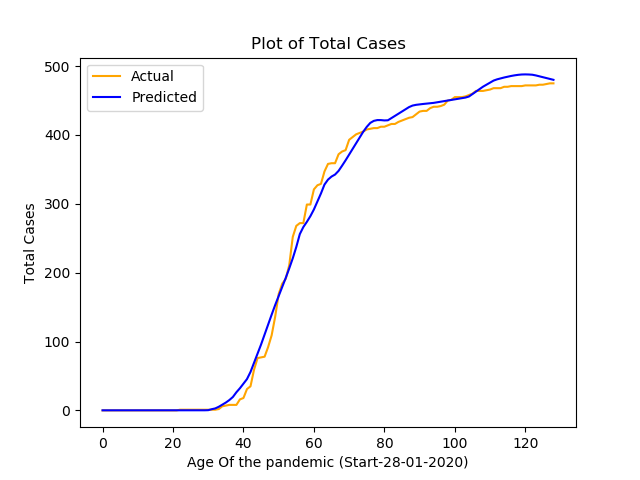 Plot of Total Cases
Actual
Predicted
500
400
300
200
100
0
Total Cases
0 20 40 60 80 100 120
Age Of the pandemic (Start-28-01-2020)